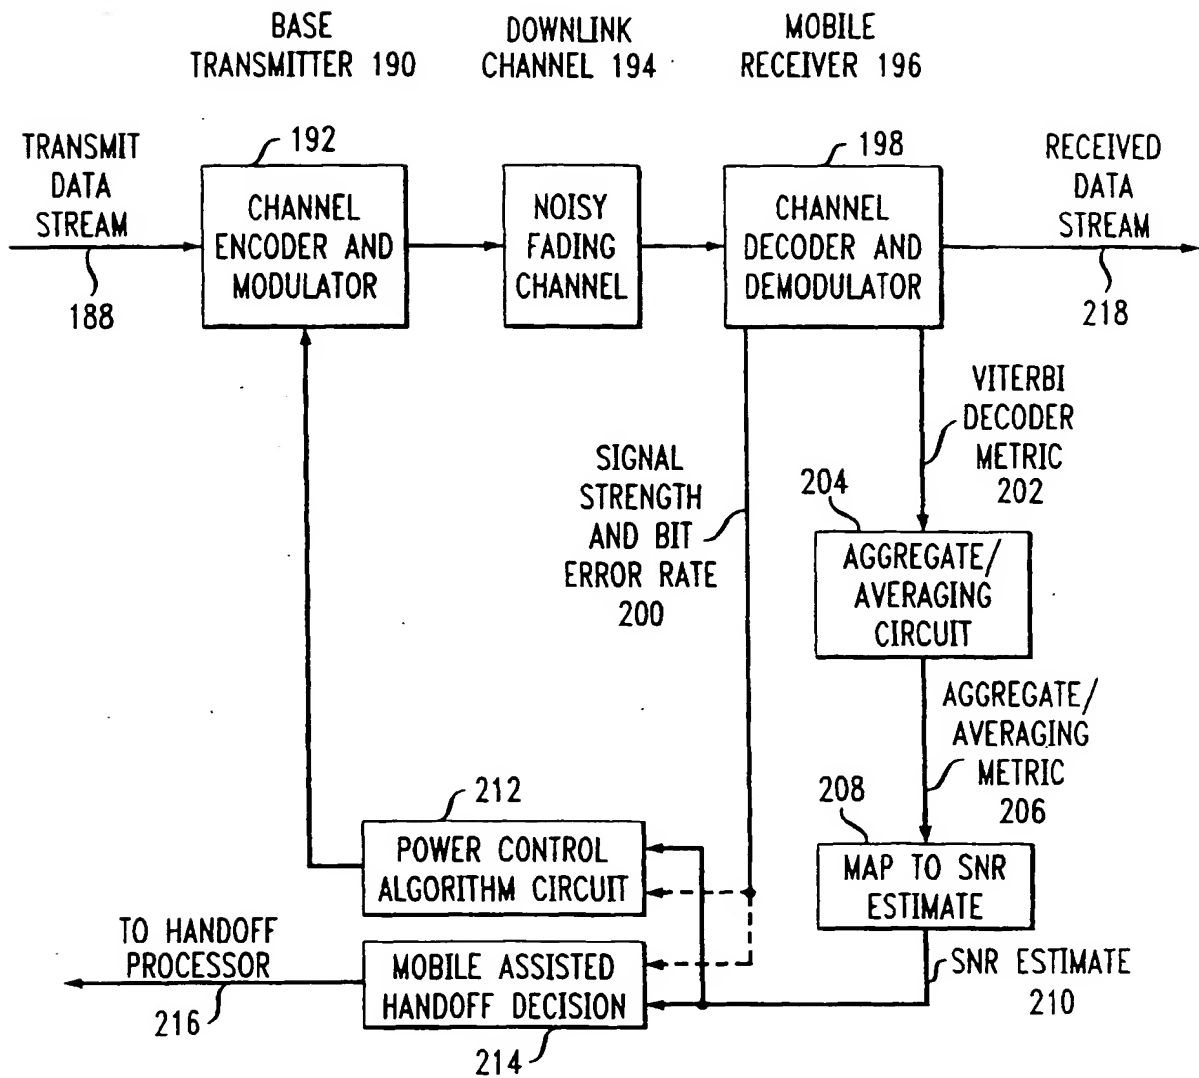 BASE
TRANSMITTER 190
DOWNLINK
CHANNEL 194
MOBILE
RECEIVER 196
TRANSMIT
DATA
STREAM
188
192
CHANNEL
ENCODER AND
MODULATOR
NOISY
FADING
CHANNEL
198
CHANNEL
DECODER AND
DEMODULATOR
RECEIVED
DATA
STREAM
218
VITERBI
DECODER
METRIC
202
SIGNAL
STRENGTH
AND BIT
ERROR RATE
200
204
AGGREGATE/
AVERAGING
CIRCUIT
AGGREGATE/
AVERAGING
METRIC
206
208
MAP TO SNR
ESTIMATE
SNR ESTIMATE
210
212
POWER CONTROL
ALGORITHM CIRCUIT
MOBILE ASSISTED
HANDOFF DECISION
214
TO HANDOFF
PROCESSOR
216